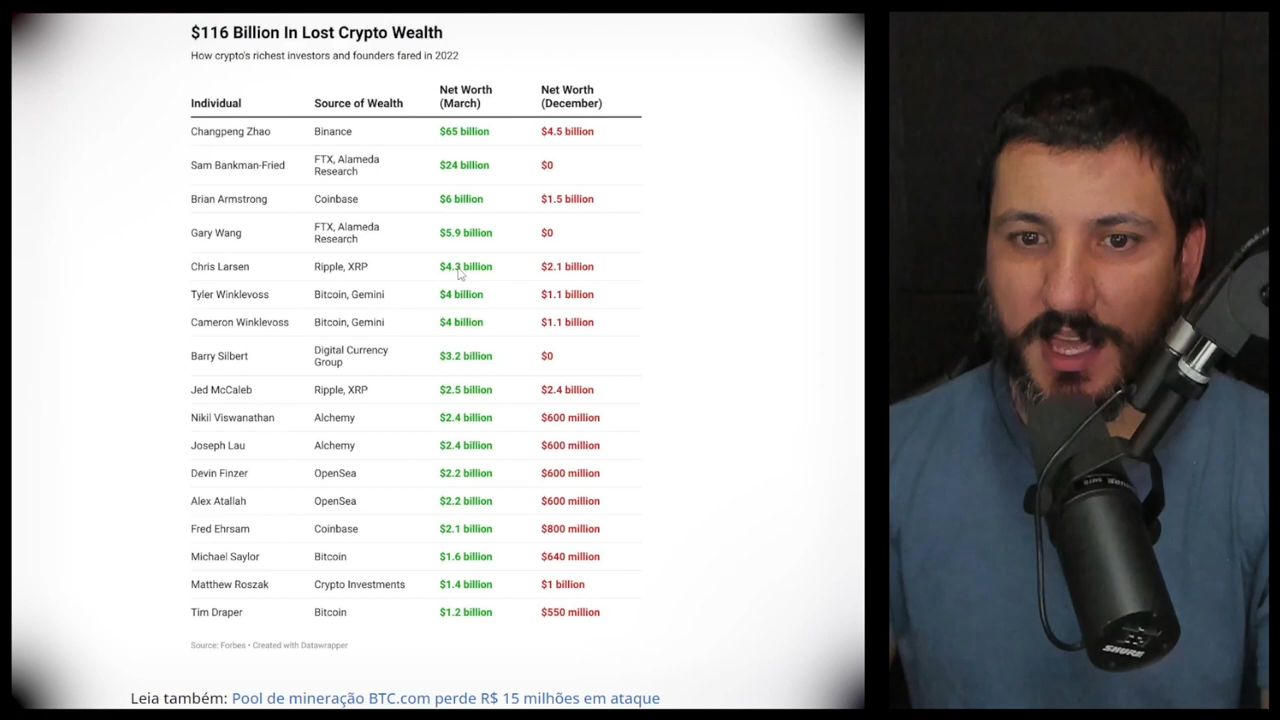 $116 Billion In Lost Crypto Wealth
How crypto's richest investors and founders fared in 2022
Individual Source of Wealth Net Worth (March) Net Worth (December)
Changpeng Zhao Binance $65 billion $4.5 billion
Sam Bankman-Fried FTX, Alameda Research $24 billion $0
Brian Armstrong Coinbase $6 billion $1.5 billion
Gary Wang FTX, Alameda Research $5.9 billion $0
Chris Larsen Ripple, XRP $4.3 billion $2.1 billion
Tyler Winklevoss Bitcoin, Gemini $4 billion $1.1 billion
Cameron Winklevoss Bitcoin, Gemini $4 billion $1.1 billion
Barry Silbert Digital Currency Group $3.2 billion $0
Jed McCaleb Ripple, XRP $2.5 billion $2.4 billion
Nikil Viswanathan Alchemy $2.4 billion $600 million
Joseph Lau Alchemy $2.4 billion $600 million
Devin Finzer OpenSea $2.2 billion $600 million
Alex Atallah OpenSea $2.2 billion $600 million
Fred Ehrsam Coinbase $2.1 billion $800 million
Michael Saylor Bitcoin $1.6 billion $640 million
Matthew Roszak Crypto Investments $1.4 billion $1 billion
Tim Draper Bitcoin $1.2 billion $550 million
Source: Forbes • Created with Datawrapper
Leia também: Pool de mineração BTC.com perde R$ 15 milhões em ataque